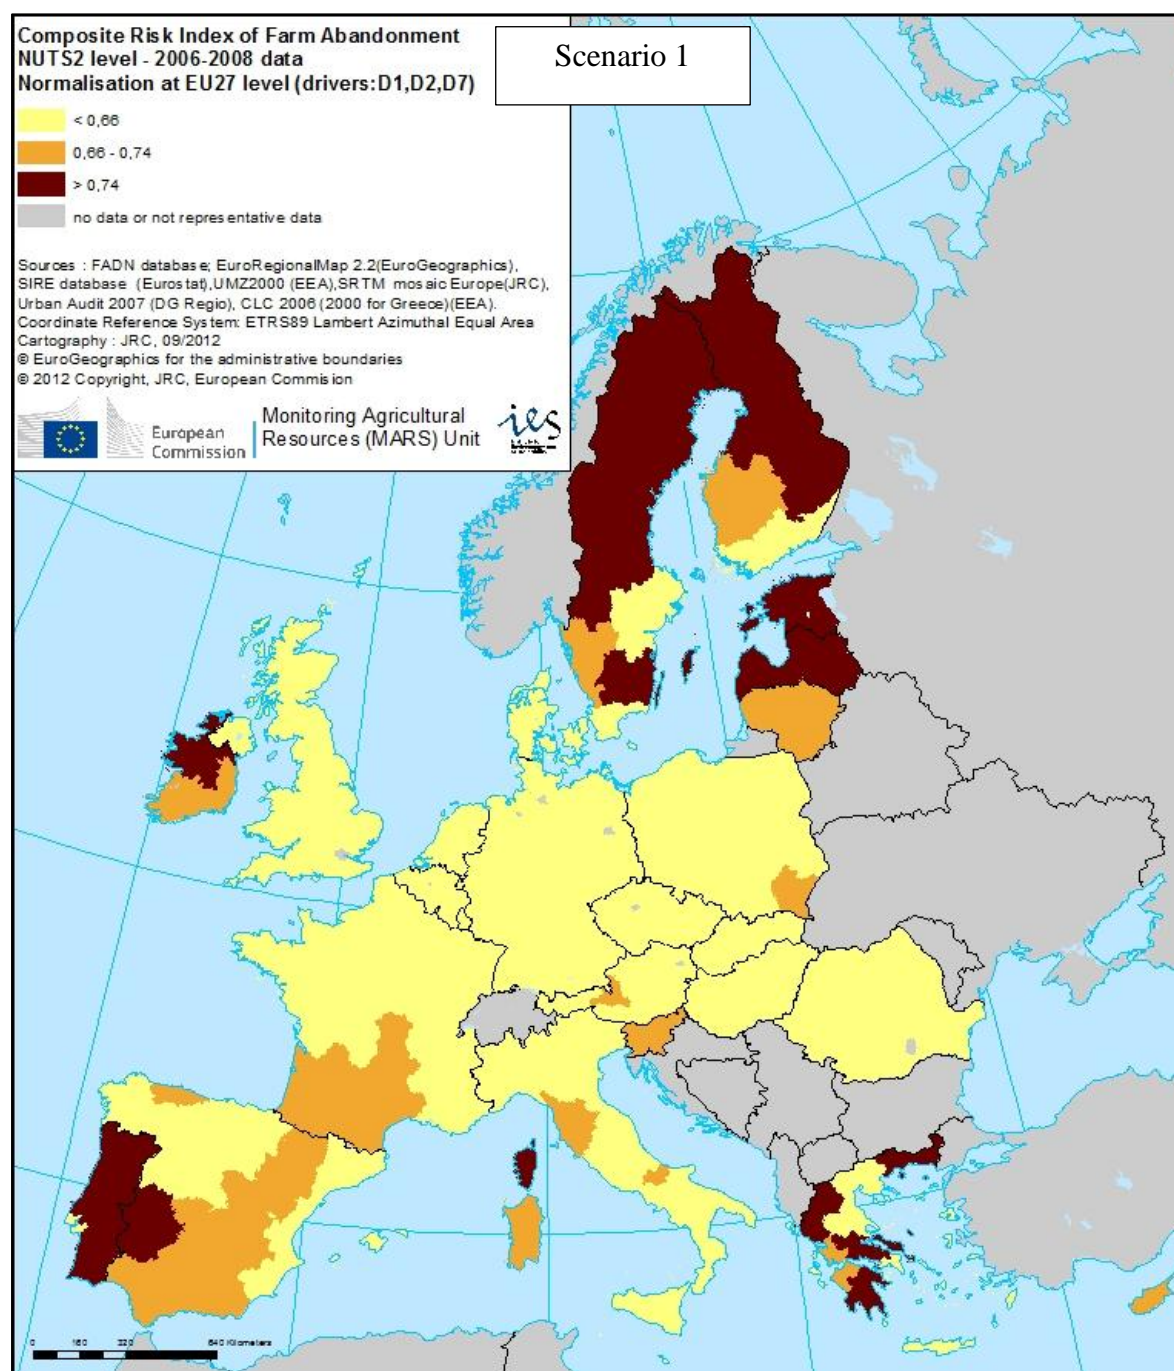 Composite Risk Index of Farm Abandonment
NUTS2 level - 2006-2008 data
Normalisation at EU27 level (drivers:D1,D2,D7)
Scenario 1
< 0,66
0,66 - 0,74
> 0,74
no data or not representative data
Sources : FADN database; EuroRegionalMap 2.2(EuroGeographics),
SIRE database (Eurostat),UMZ2000 (EEA),SRTM mosaic Europe(JRC),
Urban Audit 2007 (DG Regio), CLC 2006 (2000 for Greece)(EEA).
Coordinate Reference System: ETRS89 Lambert Azimuthal Equal Area
Cartography : JRC, 09/2012
© EuroGeographics for the administrative boundaries
© 2012 Copyright, JRC, European Commision
European
Commission
Monitoring Agricultural
Resources (MARS) Unit
ies
0 160 320 640 Kilometers